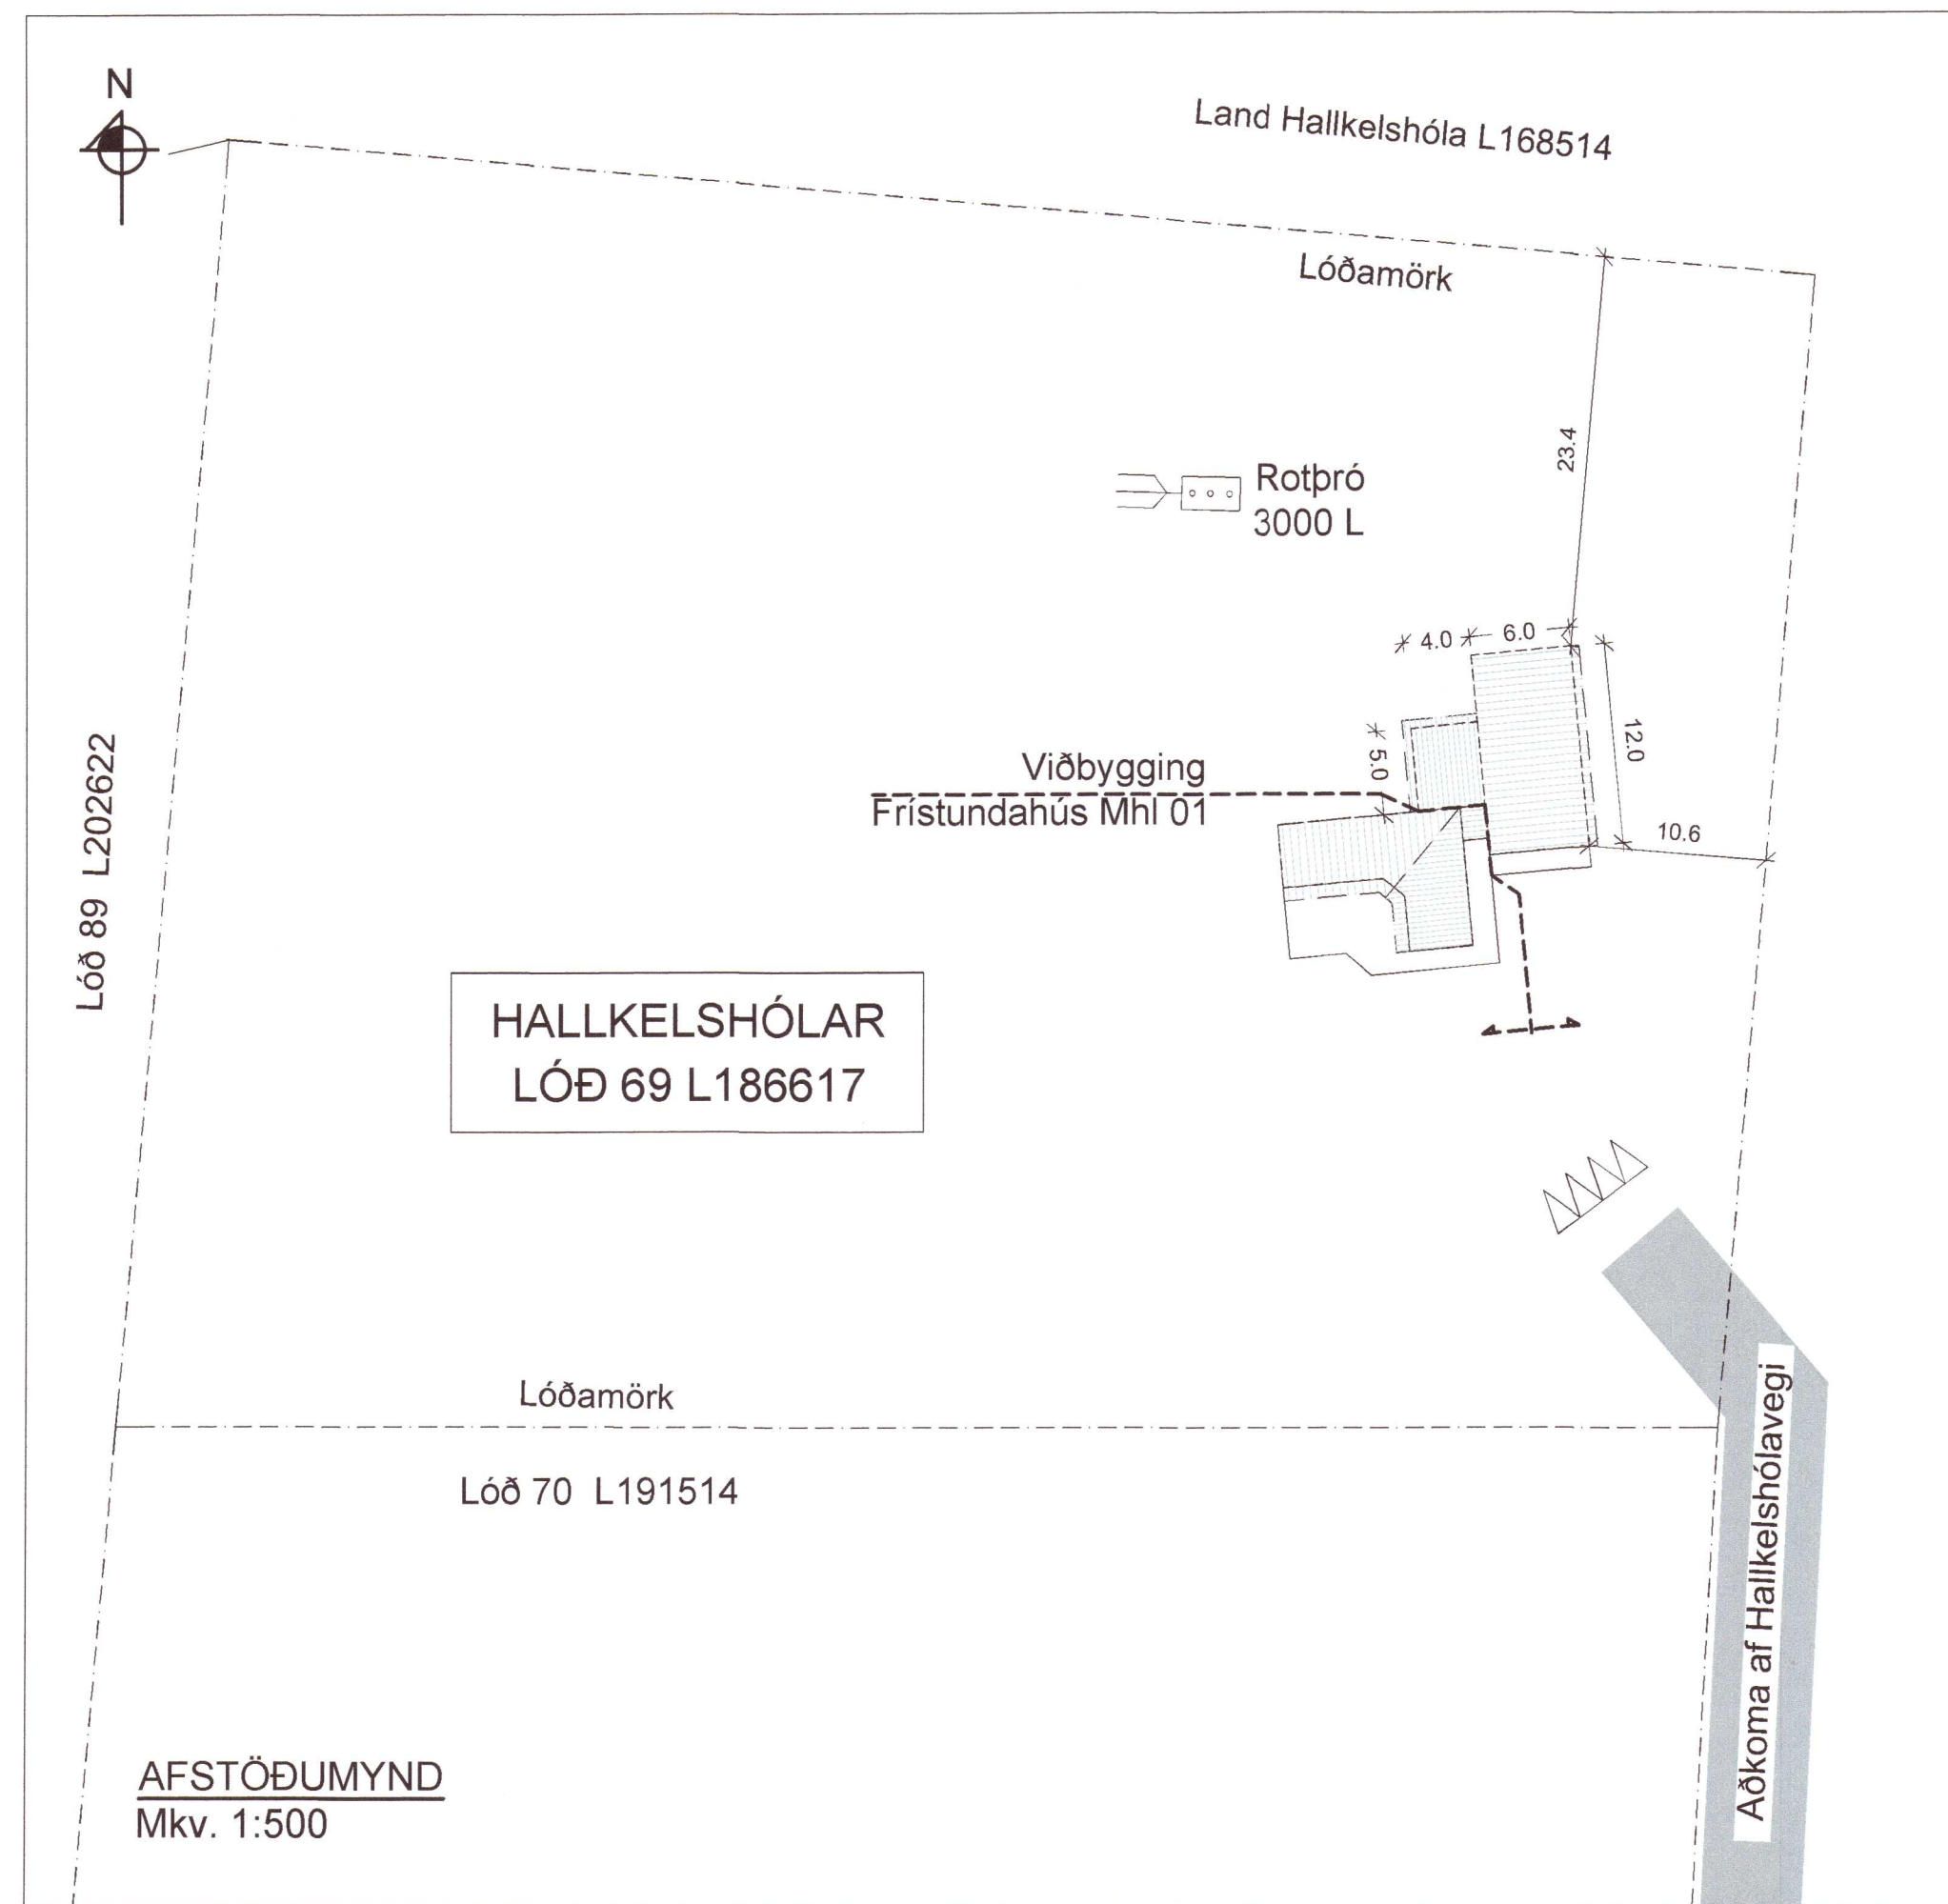 N
Land Hallkelshóla L168514
Lóðamörk
23.4
Rotþró
3000 L
4.0
6.0
12.0
5.0
10.6
Viðbygging
Frístundahús Mhl 01
Lóð 89 L202622
HALLKELSHÓLAR
LÓÐ 69 L186617
Lóðamörk
Lóð 70 L191514
Aðkoma af Hallkelshólavegi
AFSTÖÐUMYND
Mkv. 1:500